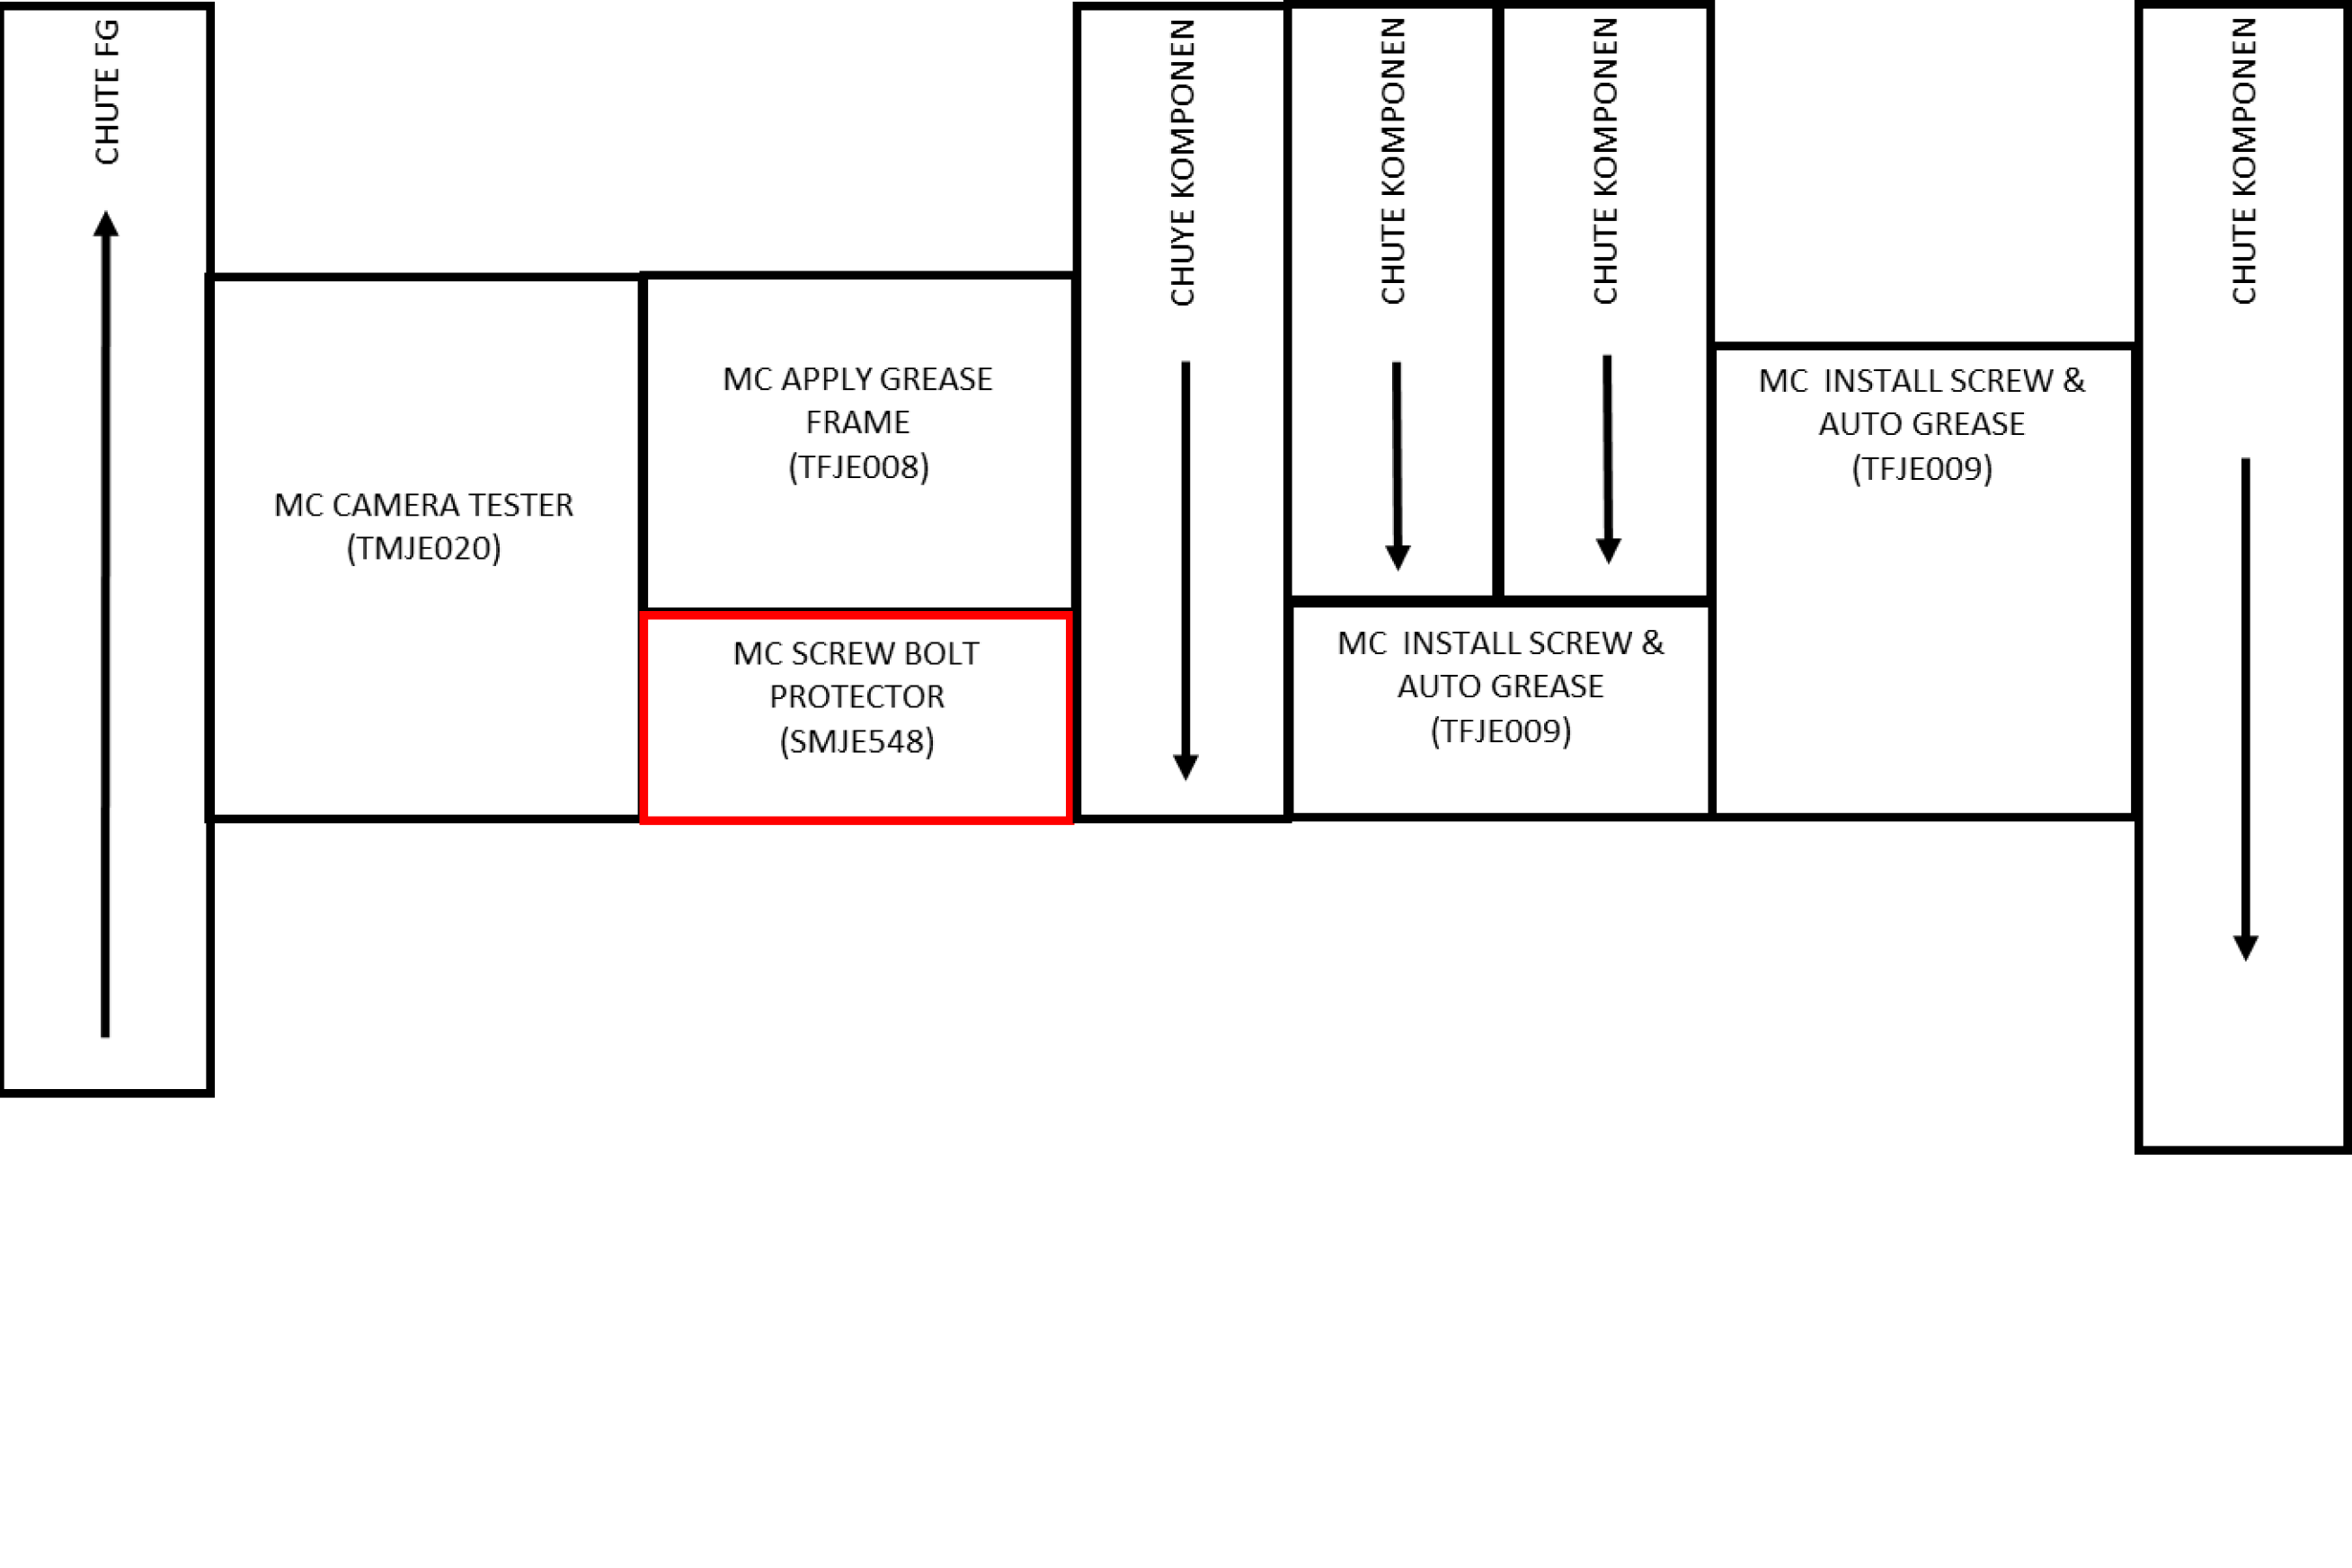 CHUTE FG
MC CAMERA TESTER
(TMJE020)
MC APPLY GREASE
FRAME
(TFJE008)
MC SCREW BOLT
PROTECTOR
(SMJE548)
CHUYE KOMPONEN
CHUTE KOMPONEN
CHUTE KOMPONEN
MC  INSTALL SCREW &
AUTO GREASE
(TFJE009)
MC  INSTALL SCREW &
AUTO GREASE
(TFJE009)
CHUTE KOMPONEN